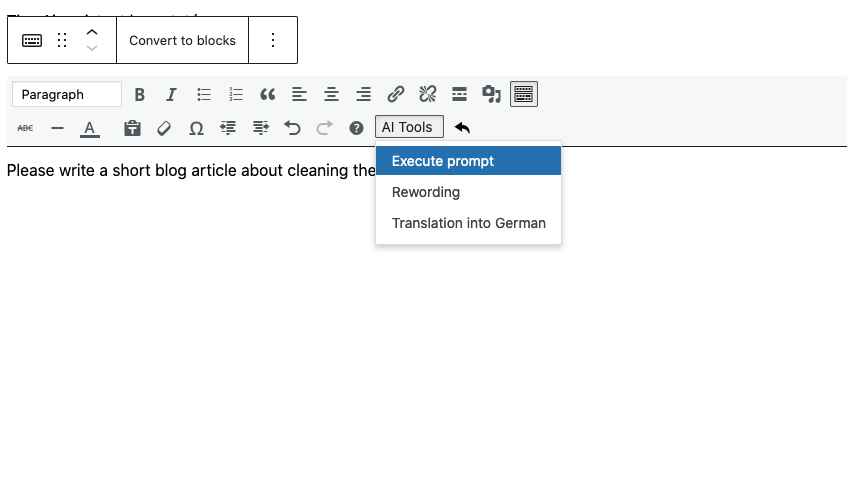 Convert to blocks
Paragraph
B I
ABC A Ω ? AI Tools
Execute prompt
Please write a short blog article about cleaning the
Rewording
Translation into German